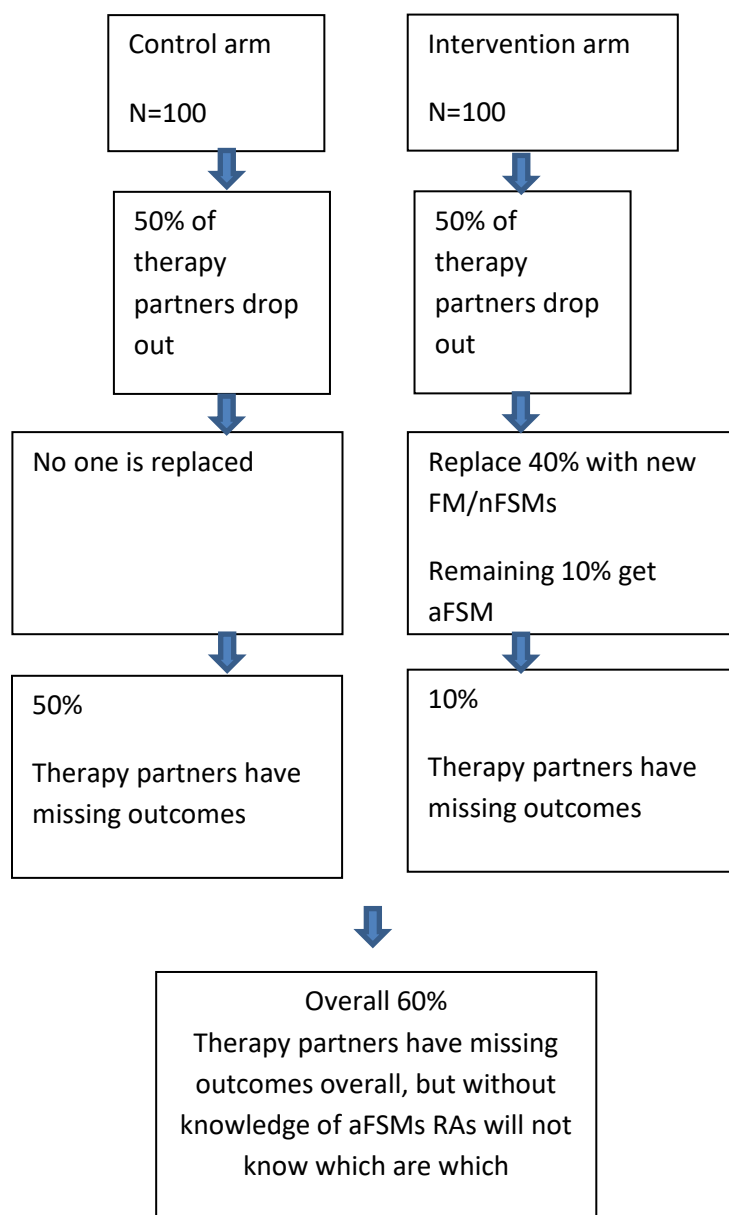 Control arm
N=100
Intervention arm
N=100
50% of
therapy
partners drop
out
50% of
therapy
partners drop
out
No one is replaced
Replace 40% with new
FM/nFSMs
Remaining 10% get
aFSM
50%
Therapy partners have
missing outcomes
10%
Therapy partners have
missing outcomes
Overall 60%
Therapy partners have missing
outcomes overall, but without
knowledge of aFSMs RAs will not
know which are which